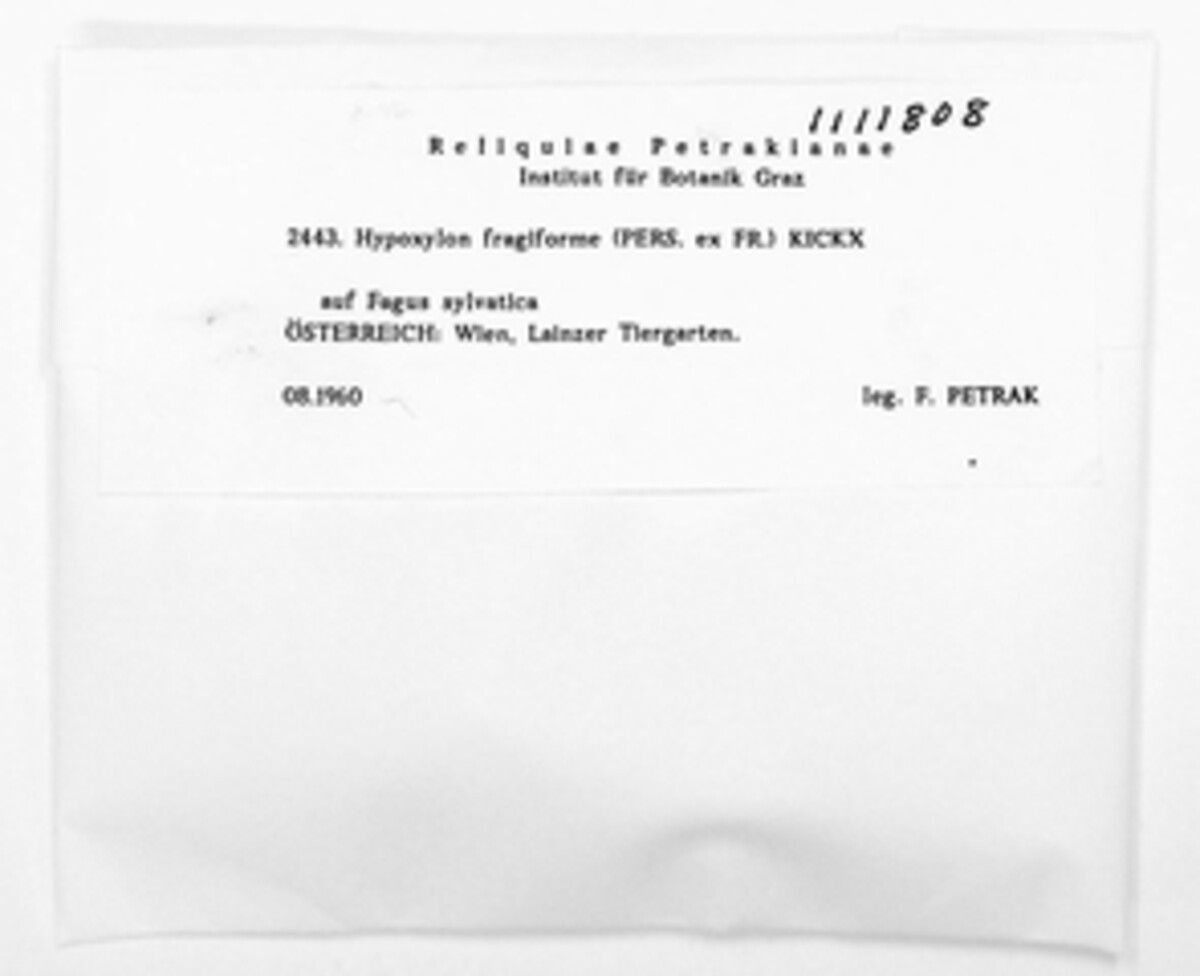 1111808
Reliquiae Petrakianae
Institut für Botanik Graz
2443. Hypoxylon fragiforme (PERS. ex FR.) KICKX
auf Fagus sylvatica
ÖSTERREICH: Wien, Lainzer Tiergarten.
08.1960 leg. F. PETRAK